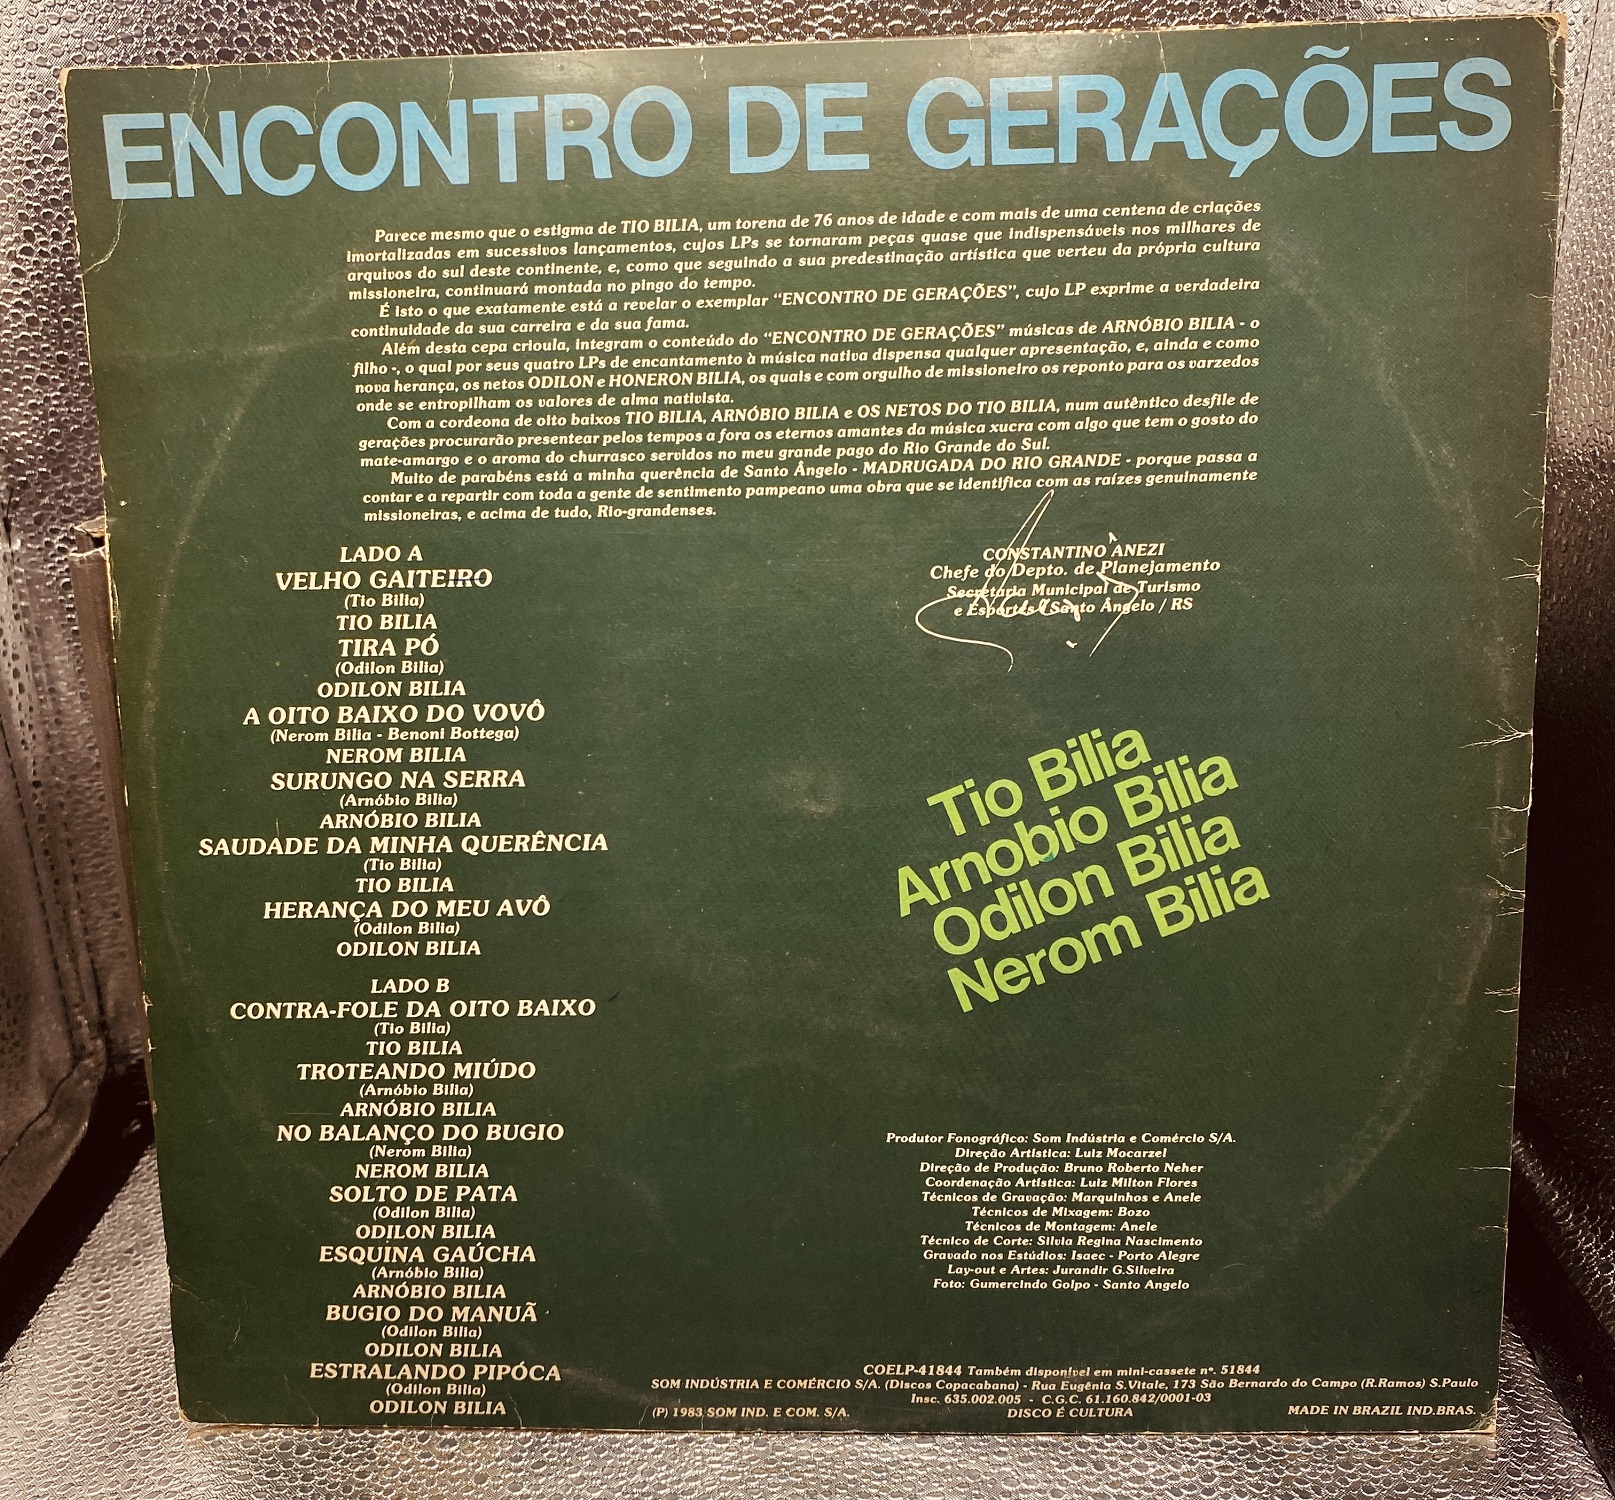 ENCONTRO DE GERAÇÕES
Parece mesmo que o estigma de TIO BILIA, um torena de 76 anos de idade e com mais de uma centena de criações
imortalizadas em sucessivos lançamentos, cujos LPs se tornaram peças quase que indispensáveis nos milhares de
arquivos do sul deste continente, e, como que seguindo a sua predestinação artística que verteu da própria cultura
missioneira, continuará montada no pingo do tempo.
É isto o que exatamente está a revelar o exemplar “ENCONTRO DE GERAÇÕES”, cujo LP exprime a verdadeira
continuidade da sua carreira e da sua fama.
Além desta cepa crioula, integram o conteúdo do “ENCONTRO DE GERAÇÕES” músicas de ARNÓBIO BILIA - o
filho -, o qual por seus quatro LPs de encantamento à música nativa dispensa qualquer apresentação, e, ainda e como
nova herança, os netos ODILON e HONERON BILIA, os quais e com orgulho de missioneiro os reponto para os varzedos
onde se entropilham os valores de alma nativista.
Com a cordeona de oito baixos TIO BILIA, ARNÓBIO BILIA e OS NETOS DO TIO BILIA, num autêntico desfile de
gerações procurarão presentear pelos tempos a fora os eternos amantes da música xucra com algo que tem o gosto do
mate-amargo e o aroma do churrasco servidos no meu grande pago do Rio Grande do Sul.
Muito de parabéns está a minha querência de Santo Ângelo - MADRUGADA DO RIO GRANDE - porque passa a
contar e a repartir com toda a gente de sentimento pampeano uma obra que se identifica com as raízes genuinamente
missioneiras, e acima de tudo, Rio-grandenses.
CONSTANTINO ANEZI
Chefe do Depto. de Planejamento
Secretária Municipal de Turismo
e Esportes / Santo Ângelo / RS
LADO A
VELHO GAITEIRO
(Tio Bilia)
TIO BILIA
TIRA PÓ
(Odilon Bilia)
ODILON BILIA
A OITO BAIXO DO VOVÔ
(Nerom Bilia - Benoni Bottega)
NEROM BILIA
SURUNGO NA SERRA
(Arnóbio Bilia)
ARNÓBIO BILIA
SAUDADE DA MINHA QUERÊNCIA
(Tio Bilia)
TIO BILIA
HERANÇA DO MEU AVÔ
(Odilon Bilia)
ODILON BILIA
LADO B
CONTRA-FOLE DA OITO BAIXO
(Tio Bilia)
TIO BILIA
TROTEANDO MIÚDO
(Arnóbio Bilia)
ARNÓBIO BILIA
NO BALANÇO DO BUGIO
(Nerom Bilia)
NEROM BILIA
SOLTO DE PATA
(Odilon Bilia)
ODILON BILIA
ESQUINA GAÚCHA
(Arnóbio Bilia)
ARNÓBIO BILIA
BUGIO DO MANUÃ
(Odilon Bilia)
ODILON BILIA
ESTRALANDO PIPÓCA
(Odilon Bilia)
ODILON BILIA
Tio Bilia
Arnobio Bilia
Odilon Bilia
Nerom Bilia
Produtor Fonográfico: Som Indústria e Comércio S/A.
Direção Artística: Luiz Mocarzel
Direção de Produção: Bruno Roberto Neher
Coordenação Artística: Luiz Milton Flores
Técnicos de Gravação: Marquinhos e Anele
Técnicos de Mixagem: Bozo
Técnicos de Montagem: Anele
Técnico de Corte: Silvia Regina Nascimento
Gravado nos Estúdios: Isaec - Porto Alegre
Lay-out e Artes: Jurandir G.Silveira
Foto: Gumercindo Golpo - Santo Angelo
COELP-41844 Também disponível em mini-cassete nº. 51844
SOM INDÚSTRIA E COMÉRCIO S/A. (Discos Copacabana) - Rua Eugênia S.Vitale, 173 São Bernardo do Campo (R.Ramos) S.Paulo
Insc. 635.002.005 - C.G.C. 61.160.842/0001-03
(P) 1983 SOM IND. E COM. S/A. DISCO É CULTURA MADE IN BRAZIL IND.BRAS.